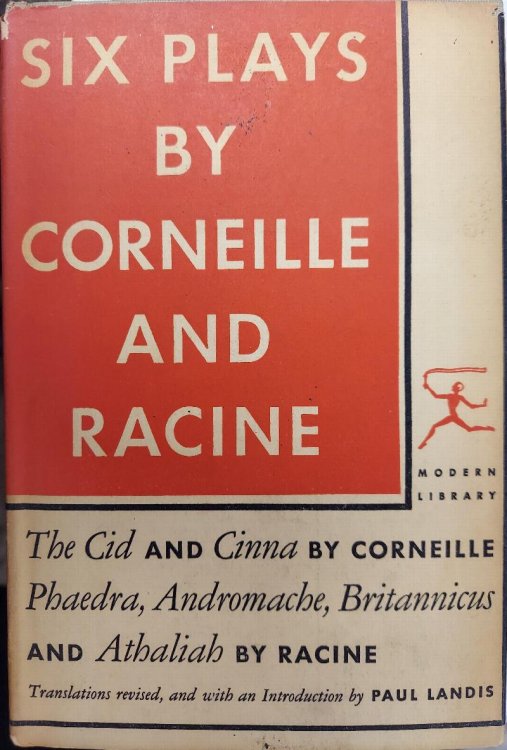 SIX PLAYS
BY
CORNEILLE
AND
RACINE
MODERN
LIBRARY
The Cid AND Cinna BY CORNEILLE
Phaedra, Andromache, Britannicus
AND Athaliah BY RACINE
Translations revised, and with an Introduction by PAUL LANDIS